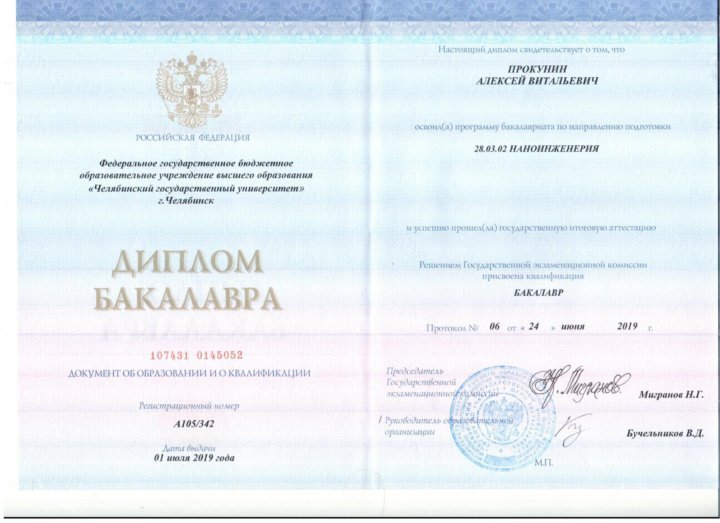 РОССИЙСКАЯ ФЕДЕРАЦИЯ
Федеральное государственное бюджетное
образовательное учреждение высшего образования
«Челябинский государственный университет»
г.Челябинск
ДИПЛОМ
БАКАЛАВРА
107431 0145052
ДОКУМЕНТ ОБ ОБРАЗОВАНИИ И О КВАЛИФИКАЦИИ
Регистрационный номер
А105/342
Дата выдачи
01 июля 2019 года
Настоящий диплом свидетельствует о том, что
ПРОКУНИН
АЛЕКСЕЙ ВИТАЛЬЕВИЧ
освоил(а) программу бакалавриата по направлению подготовки
28.03.02 НАНОИНЖЕНЕРИЯ
и успешно прошел(ла) государственную итоговую аттестацию
Решением Государственной экзаменационной комиссии
присвоена квалификация
БАКАЛАВР
Протокол № 06 от « 24 » июня 2019 г.
Председатель
Государственной
экзаменационной комиссии
Мигранов Н.Г.
/ Руководитель образовательной
организации
Бучельников В.Д.
М.П.